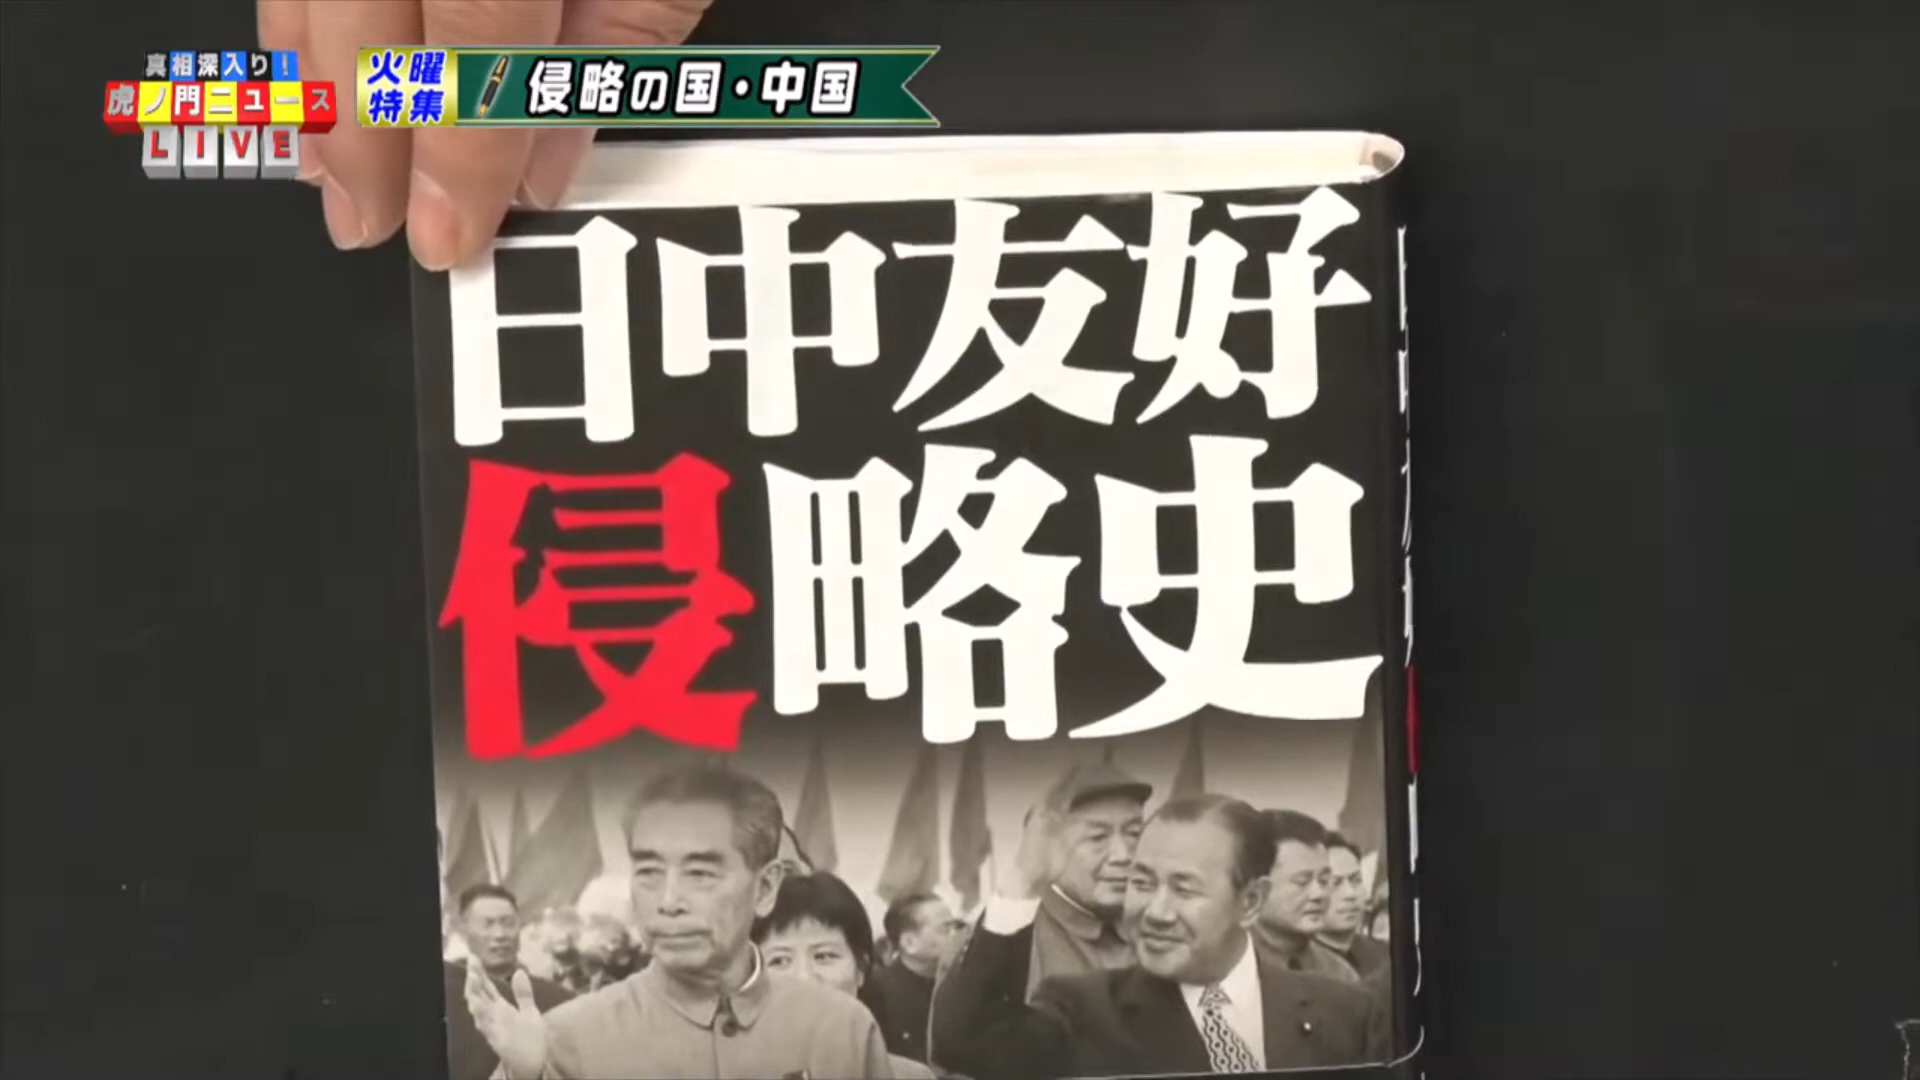 真相深入り!
虎ノ門ニュース
LIVE
火曜
特集
侵略の国・中国
日中友好
侵略史